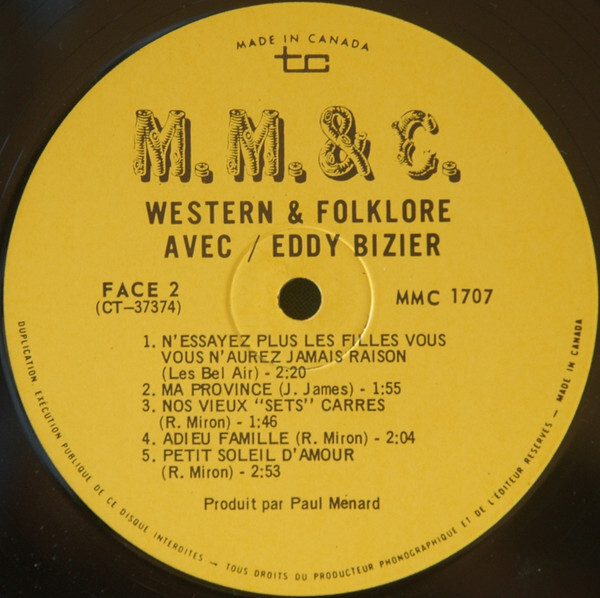 MADE IN CANADA
tc
M.M.& C.
WESTERN & FOLKLORE
AVEC / EDDY BIZIER
FACE 2
(CT-37374)
MMC 1707
1. N'ESSAYEZ PLUS LES FILLES VOUS
VOUS N'AUREZ JAMAIS RAISON
(Les Bel Air) - 2:20
2. MA PROVINCE (J. James) - 1:55
3. NOS VIEUX "SETS" CARRES
(R. Miron) - 1:46
4. ADIEU FAMILLE (R. Miron) - 2:04
5. PETIT SOLEIL D'AMOUR
(R. Miron) - 2:53
Produit par Paul Menard
DUPLICATION, EXECUTION PUBLIQUE DE CE DISQUE INTERDITES - TOUS DROITS DU PRODUCTEUR PHONOGRAPHIQUE ET DE L'ÉDITEUR RESERVES - MADE IN CANADA